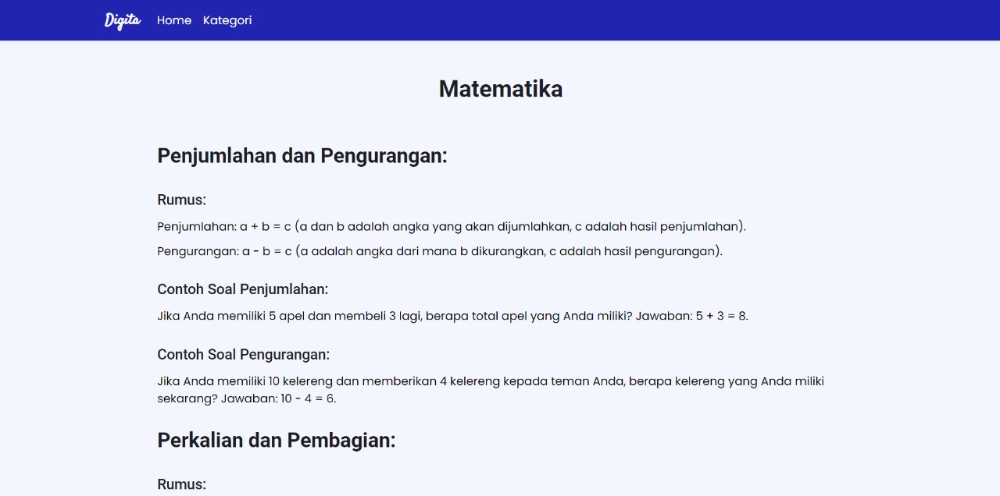 Digita Home Kategori
Matematika
Penjumlahan dan Pengurangan:
Rumus:
Penjumlahan: a + b = c (a dan b adalah angka yang akan dijumlahkan, c adalah hasil penjumlahan).
Pengurangan: a - b = c (a adalah angka dari mana b dikurangkan, c adalah hasil pengurangan).
Contoh Soal Penjumlahan:
Jika Anda memiliki 5 apel dan membeli 3 lagi, berapa total apel yang Anda miliki? Jawaban: 5 + 3 = 8.
Contoh Soal Pengurangan:
Jika Anda memiliki 10 kelereng dan memberikan 4 kelereng kepada teman Anda, berapa kelereng yang Anda miliki
sekarang? Jawaban: 10 - 4 = 6.
Perkalian dan Pembagian:
Rumus: